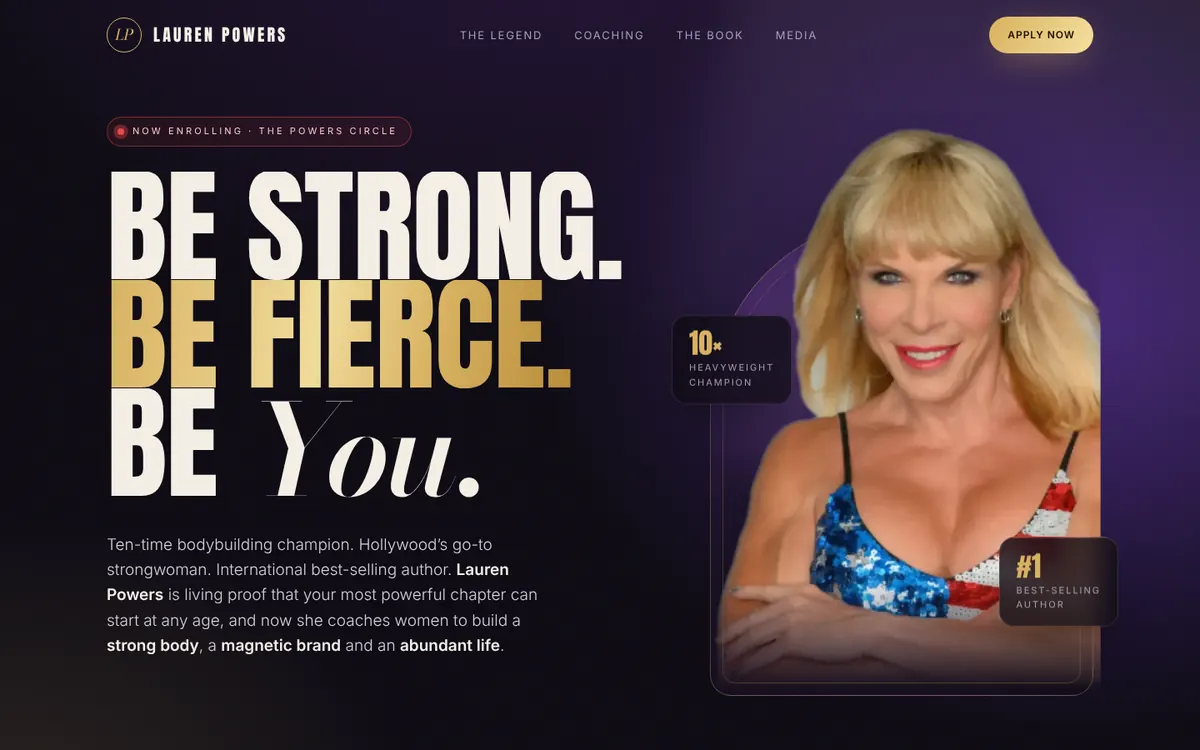 LP LAUREN POWERS
THE LEGEND COACHING THE BOOK MEDIA
APPLY NOW
NOW ENROLLING · THE POWERS CIRCLE
BE STRONG.
BE FIERCE.
BE You.
Ten-time bodybuilding champion. Hollywood's go-to
strongwoman. International best-selling author. Lauren
Powers is living proof that your most powerful chapter can
start at any age, and now she coaches women to build a
strong body, a magnetic brand and an abundant life.
10×
HEAVYWEIGHT
CHAMPION
#1
BEST-SELLING
AUTHOR